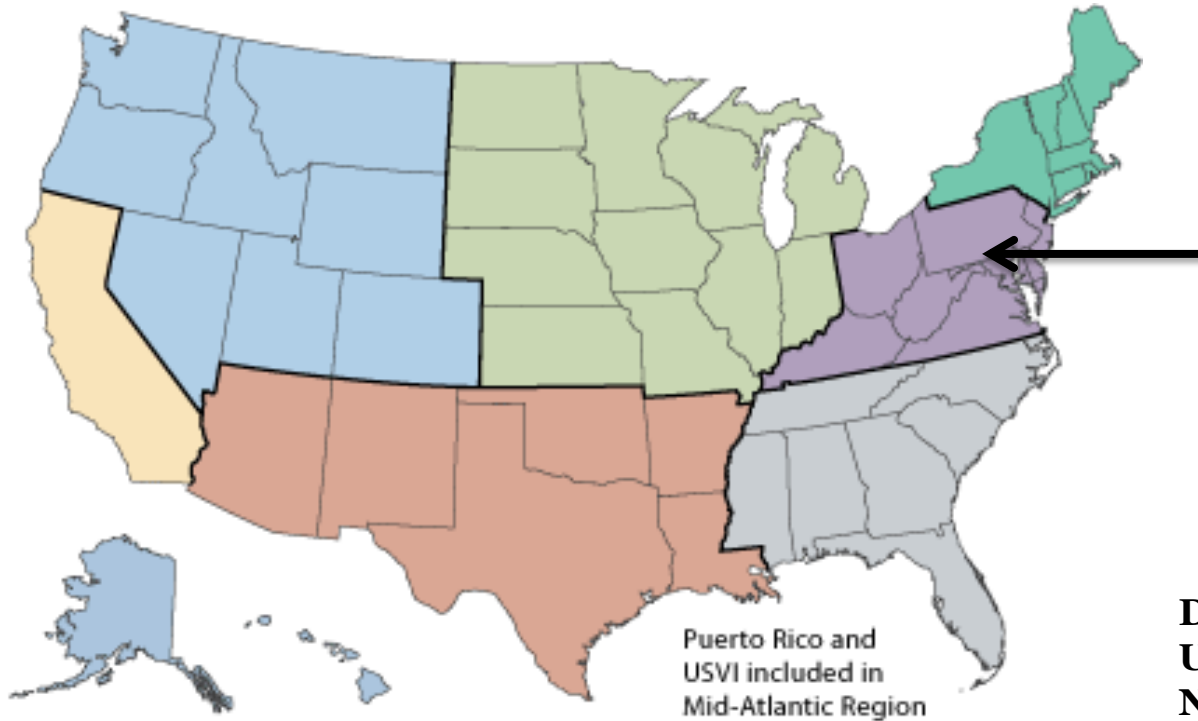 Puerto Rico and
USVI included in
Mid-Atlantic Region
D
U
N